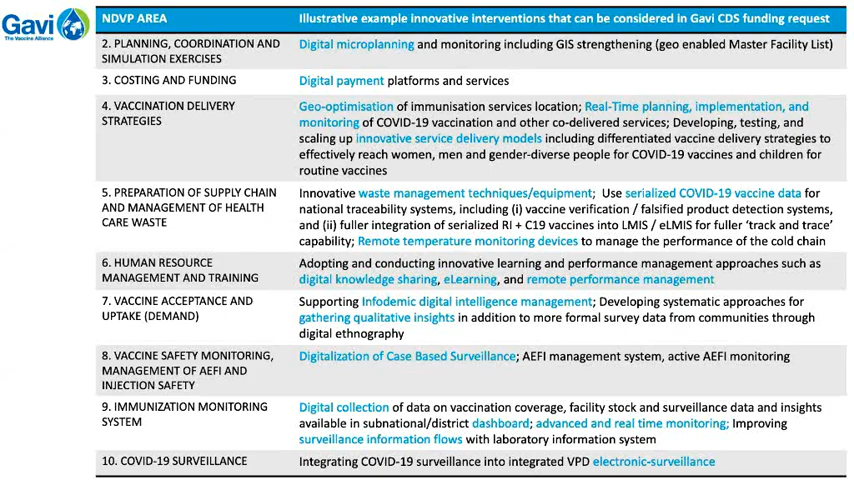 Gavi
The Vaccine Alliance
NDVP AREA
Illustrative example innovative interventions that can be considered in Gavi CDS funding request
2. PLANNING, COORDINATION AND
SIMULATION EXERCISES
Digital microplanning and monitoring including GIS strengthening (geo enabled Master Facility List)
3. COSTING AND FUNDING
Digital payment platforms and services
4. VACCINATION DELIVERY
STRATEGIES
Geo-optimisation of immunisation services location; Real-Time planning, implementation, and
monitoring of COVID-19 vaccination and other co-delivered services; Developing, testing, and
scaling up innovative service delivery models including differentiated vaccine delivery strategies to
effectively reach women, men and gender-diverse people for COVID-19 vaccines and children for
routine vaccines
5. PREPARATION OF SUPPLY CHAIN
AND MANAGEMENT OF HEALTH
CARE WASTE
Innovative waste management techniques/equipment; Use serialized COVID-19 vaccine data for
national traceability systems, including (i) vaccine verification / falsified product detection systems,
and (ii) fuller integration of serialized RI + C19 vaccines into LMIS / eLMIS for fuller 'track and trace'
capability; Remote temperature monitoring devices to manage the performance of the cold chain
6. HUMAN RESOURCE
MANAGEMENT AND TRAINING
Adopting and conducting innovative learning and performance management approaches such as
digital knowledge sharing, eLearning, and remote performance management
7. VACCINE ACCEPTANCE AND
UPTAKE (DEMAND)
Supporting Infodemic digital intelligence management; Developing systematic approaches for
gathering qualitative insights in addition to more formal survey data from communities through
digital ethnography
8. VACCINE SAFETY MONITORING,
MANAGEMENT OF AEFI AND
INJECTION SAFETY
Digitalization of Case Based Surveillance; AEFI management system, active AEFI monitoring
9. IMMUNIZATION MONITORING
SYSTEM
Digital collection of data on vaccination coverage, facility stock and surveillance data and insights
available in subnational/district dashboard; advanced and real time monitoring; Improving
surveillance information flows with laboratory information system
10. COVID-19 SURVEILLANCE
Integrating COVID-19 surveillance into integrated VPD electronic-surveillance